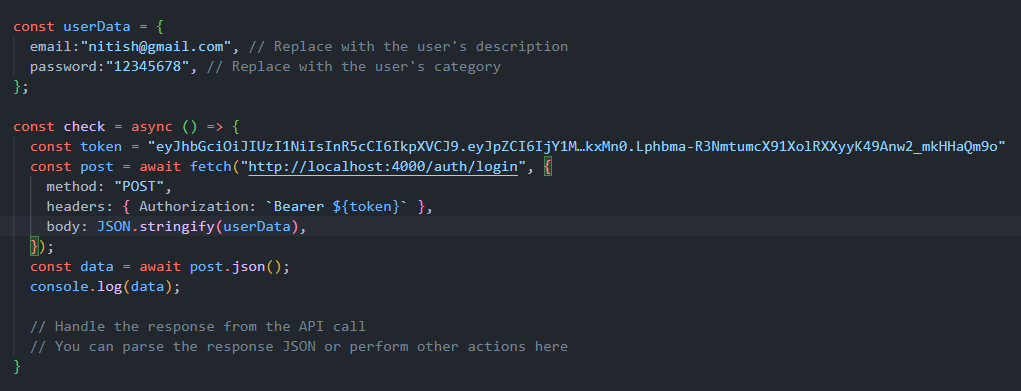 const userData = {
email:"nitish@gmail.com", // Replace with the user's description
password:"12345678", // Replace with the user's category
};
const check = async () => {
const token = "eyJhbGciOiJIUzI1NiIsInR5cCI6IkpXVCJ9.eyJpZCI6IjY1M…kxMn0.Lphbma-R3NmtumcX91XolRXXyyK49Anw2_mkHHaQm9o"
const post = await fetch("http://localhost:4000/auth/login", {
method: "POST",
headers: { Authorization: `Bearer ${token}` },
body: JSON.stringify(userData),
});
const data = await post.json();
console.log(data);
// Handle the response from the API call
// You can parse the response JSON or perform other actions here
}